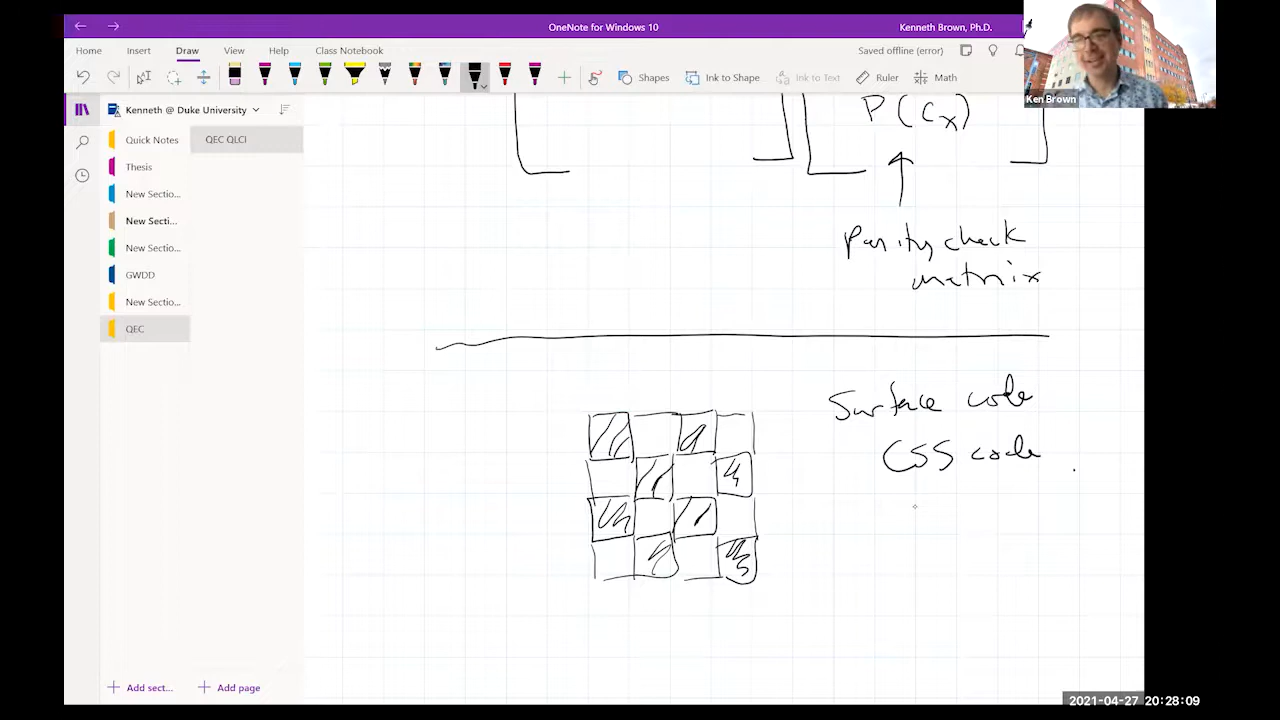 OneNote for Windows 10
Kenneth Brown, Ph.D.
Home Insert Draw View Help Class Notebook
Saved offline (error)
Shapes Ink to Shape Ink to Text Ruler Math
Ken Brown
Kenneth @ Duke University
Quick Notes
Thesis
New Sectio...
New Secti...
New Sectio...
GWDD
New Sectio...
QEC
QEC QLCI
P(Cx)
Parity check
matrix
Surface code
CSS code
Add sect...
Add page
2021-04-27 20:28:09